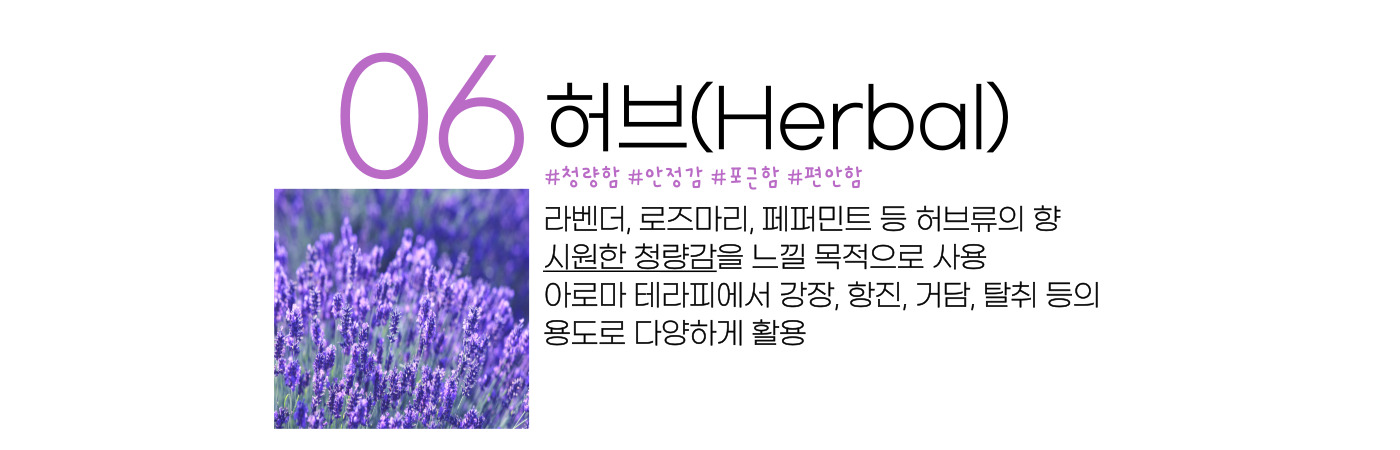 06 허브(Herbal)
#청량함 #안정감 #포근함 #편안함
라벤더, 로즈마리, 페퍼민트 등 허브류의 향
시원한 청량감을 느낄 목적으로 사용
아로마 테라피에서 강장, 항진, 거담, 탈취 등의
용도로 다양하게 활용